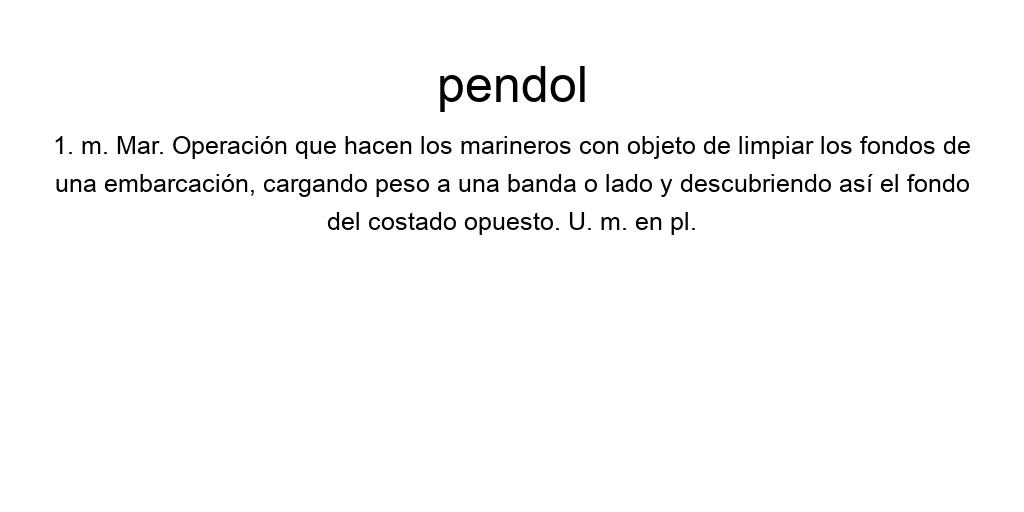 pendol
1. m. Mar. Operación que hacen los marineros con objeto de limpiar los fondos de
una embarcación, cargando peso a una banda o lado y descubriendo así el fondo
del costado opuesto. U. m. en pl.